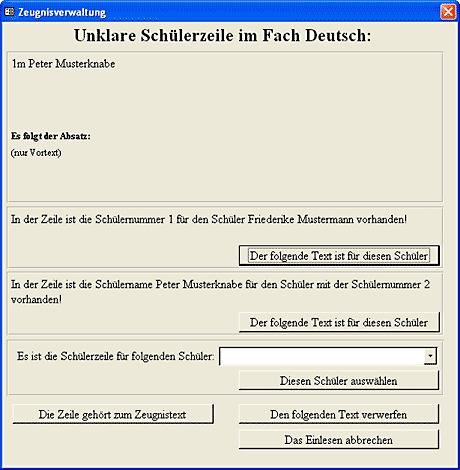 Zeugnisverwaltung
Unklare Schülerzeile im Fach Deutsch:
1m Peter Musterknabe
Es folgt der Absatz:
(nur Vortext)
In der Zeile ist die Schülernummer 1 für den Schüler Friederike Mustermann vorhanden!
Der folgende Text ist für diesen Schüler
In der Zeile ist die Schülername Peter Musterknabe für den Schüler mit der Schülernummer 2
vorhanden!
Der folgende Text ist für diesen Schüler
Es ist die Schülerzeile für folgenden Schüler:
Diesen Schüler auswählen
Die Zeile gehört zum Zeugnistext
Den folgenden Text verwerfen
Das Einlesen abbrechen